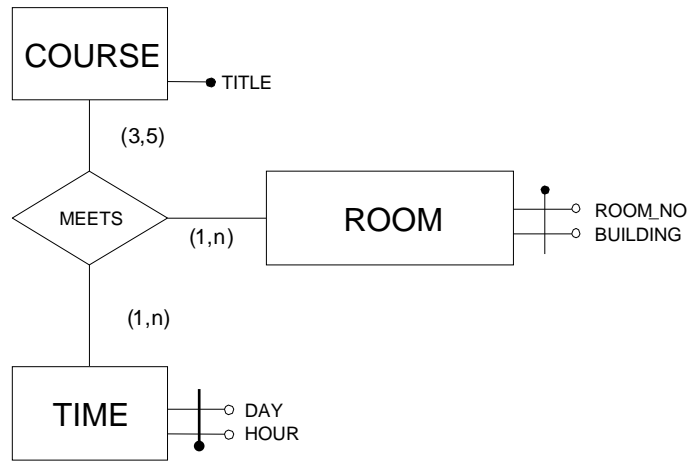 COURSE
TITLE
(3,5)
MEETS
(1,n)
ROOM
ROOM_NO
BUILDING
(1,n)
TIME
DAY
HOUR